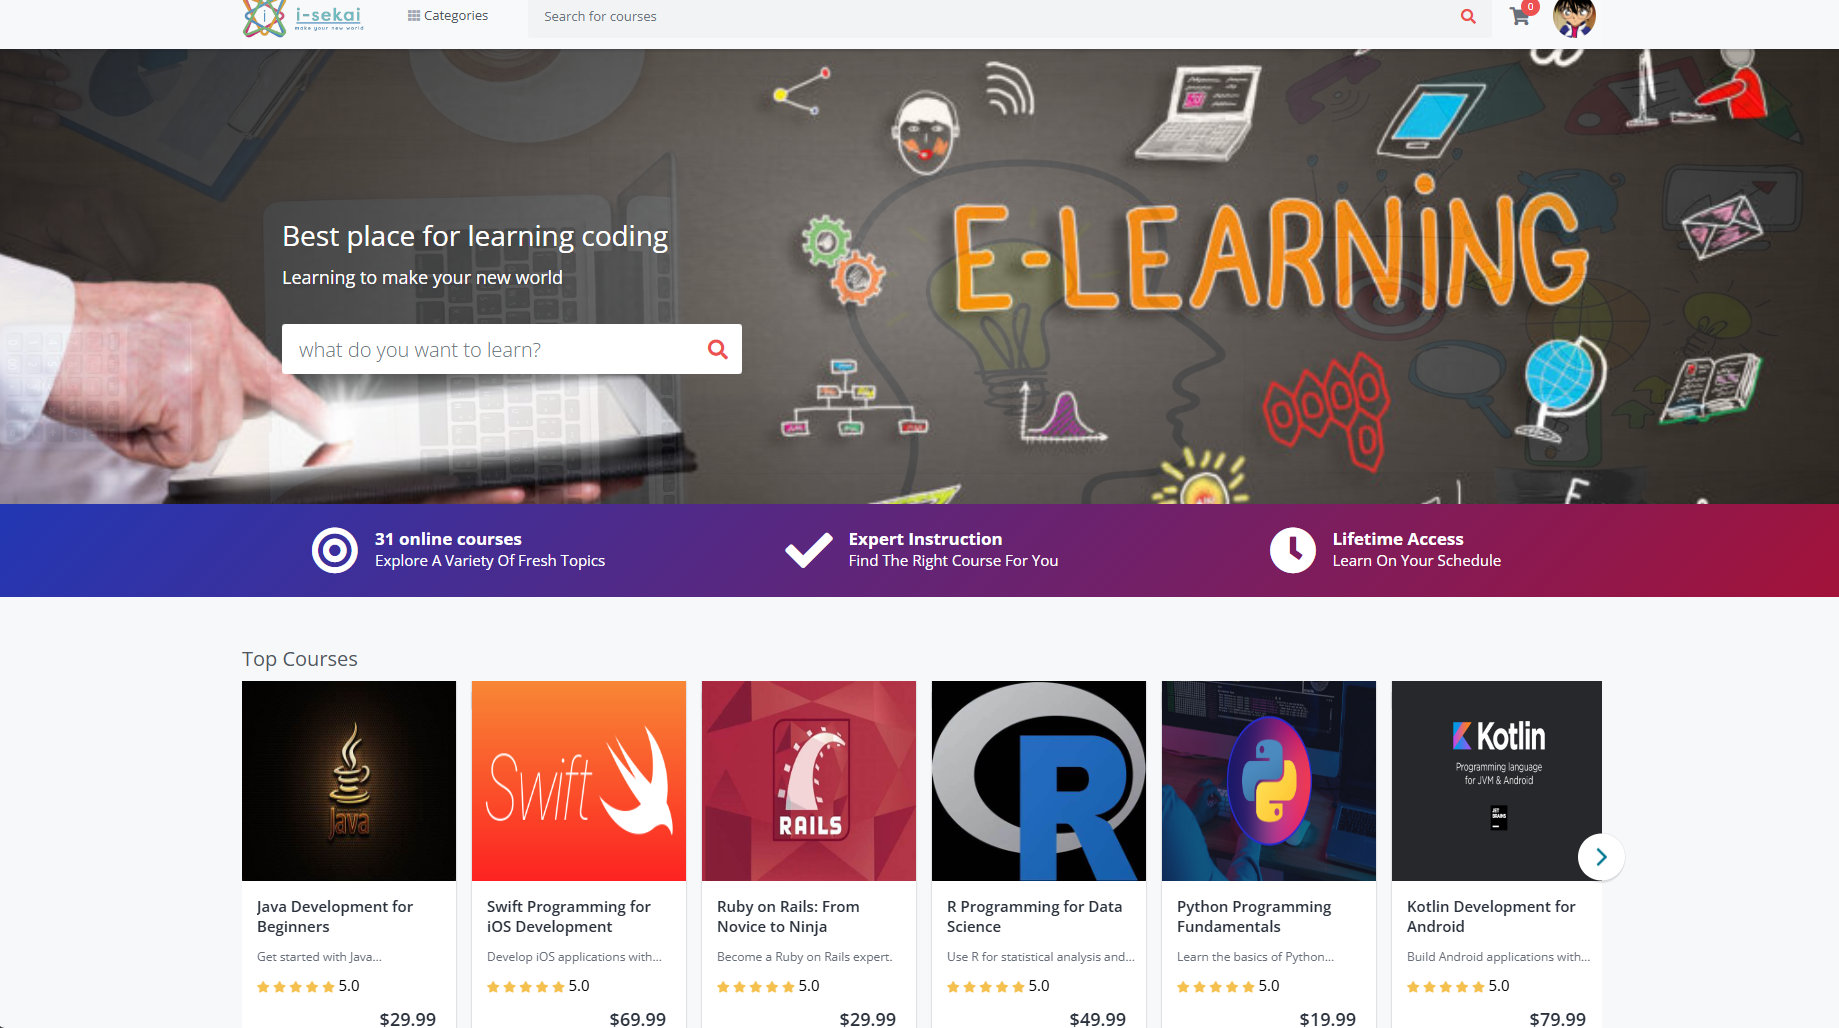 i-sekai
make your new world
Categories
Search for courses
0
E-LEARNING
Best place for learning coding
Learning to make your new world
what do you want to learn?
31 online courses
Explore A Variety Of Fresh Topics
Expert Instruction
Find The Right Course For You
Lifetime Access
Learn On Your Schedule
Top Courses
Java
Swift
RAILS
R
Kotlin
Programming language
for JVM & Android
JET
BRAINS
Java Development for
Beginners
Get started with Java...
5.0
$29.99
Swift Programming for
iOS Development
Develop iOS applications with...
5.0
$69.99
Ruby on Rails: From
Novice to Ninja
Become a Ruby on Rails expert.
5.0
$29.99
R Programming for Data
Science
Use R for statistical analysis and...
5.0
$49.99
Python Programming
Fundamentals
Learn the basics of Python...
5.0
$19.99
Kotlin Development for
Android
Build Android applications with...
5.0
$79.99